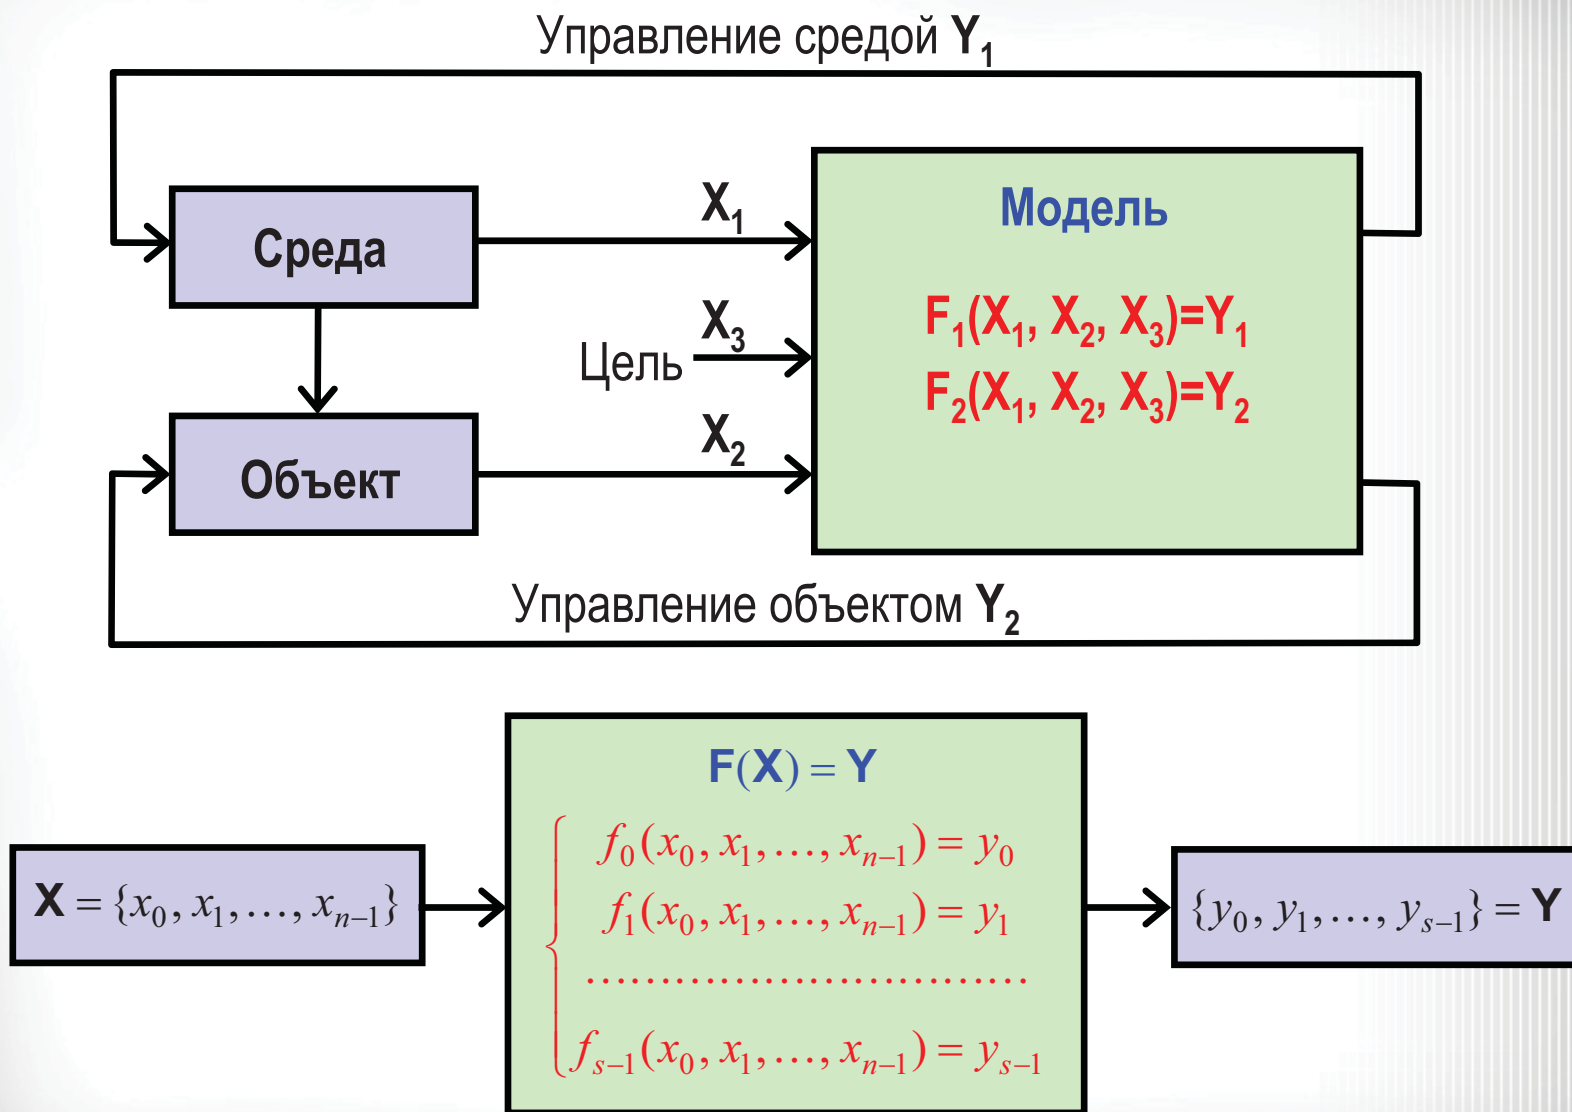 Управление средой Y₁
Среда
X₁
Модель
F₁(X₁, X₂, X₃)=Y₁
X₃
Цель
F₂(X₁, X₂, X₃)=Y₂
X₂
Объект
Управление объектом Y₂
F(X) = Y
f₀(x₀, x₁, …, xₙ₋₁) = y₀
f₁(x₀, x₁, …, xₙ₋₁) = y₁
..............................
fₛ₋₁(x₀, x₁, …, xₙ₋₁) = yₛ₋₁
X = {x₀, x₁, …, xₙ₋₁}
{y₀, y₁, …, yₛ₋₁} = Y